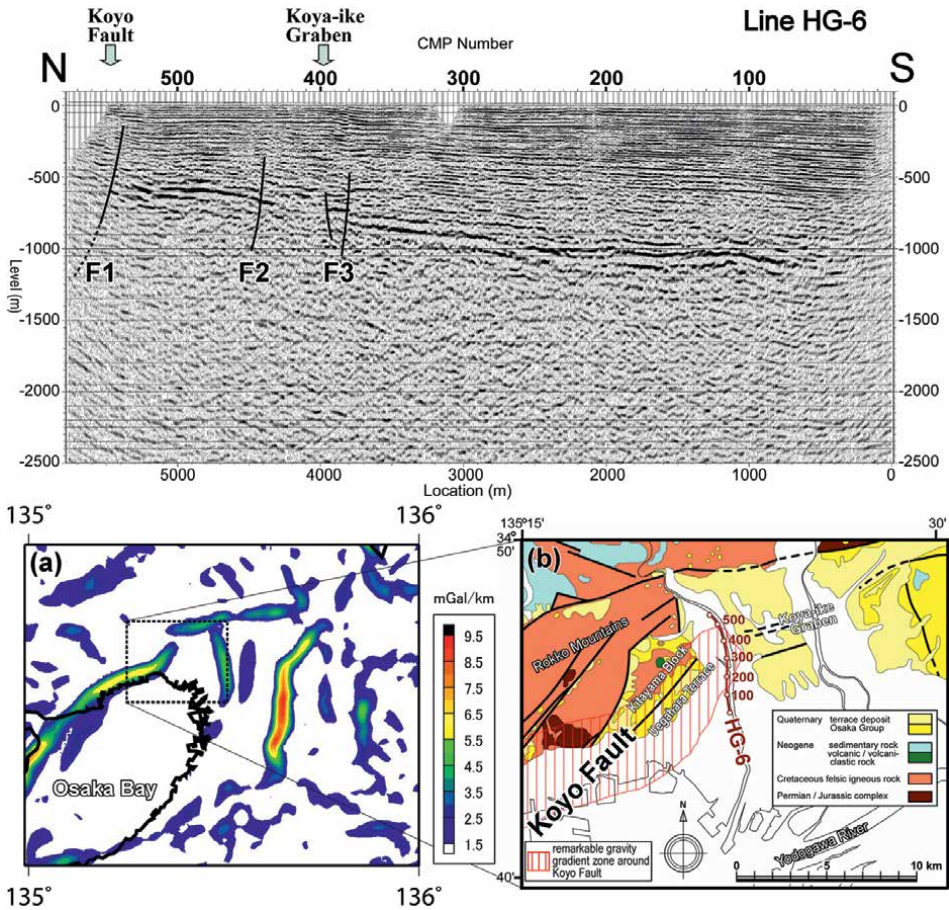 Koyo
Fault
Koya-ike
Graben
CMP Number
Line HG-6
N
S
500 400 300 200 100
0
-500
-1000
-1500
-2000
-2500
Level (m)
0
-500
-1000
-1500
-2000
-2500
F1
F2
F3
5000 4000 3000 2000 1000 0
Location (m)
135° 136°
(a)
Osaka Bay
135° 136°
mGal/km
9.5
8.5
7.5
6.5
5.5
4.5
3.5
2.5
1.5
135°15' 30'
34°
50'
40'
(b)
Rokko Mountains
Kitayama Block
Uegahara Terrace
Koyo Fault
Koya-ike
Graben
500
400
300
200
100
HG-6
Quaternary terrace deposit
Osaka Group
Neogene sedimentary rock
volcanic / volcani-
clastic rock
Cretaceous felsic igneous rock
Permian / Jurassic complex
Yodogawa River
N
remarkable gravity
gradient zone around
Koyo Fault
0 5 10 km